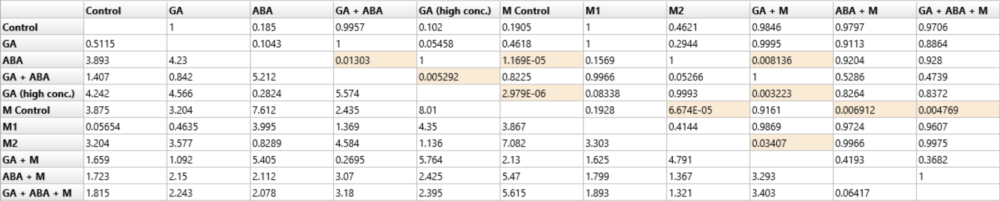 Control GA ABA GA + ABA GA (high conc.) M Control M1 M2 GA + M ABA + M GA + ABA + M
Control 1 0.185 0.9957 0.102 0.1905 1 0.4621 0.9846 0.9797 0.9706
GA 0.5115 0.1043 1 0.05458 0.4618 1 0.2944 0.9995 0.9113 0.8864
ABA 3.893 4.23 0.01303 1 1.169E-05 0.1569 1 0.008136 0.9204 0.928
GA + ABA 1.407 0.842 5.212 0.005292 0.8225 0.9966 0.05266 1 0.5286 0.4739
GA (high conc.) 4.242 4.566 0.2824 5.574 2.979E-06 0.08338 0.9993 0.003223 0.8264 0.8372
M Control 3.875 3.204 7.612 2.435 8.01 0.1928 6.674E-05 0.9161 0.006912 0.004769
M1 0.05654 0.4635 3.995 1.369 4.35 3.867 0.4144 0.9869 0.9724 0.9607
M2 3.204 3.577 0.8289 4.584 1.136 7.082 3.303 0.03407 0.9966 0.9975
GA + M 1.659 1.092 5.405 0.2695 5.764 2.13 1.625 4.791 0.4193 0.3682
ABA + M 1.723 2.15 2.112 3.07 2.425 5.47 1.799 1.367 3.293 1
GA + ABA + M 1.815 2.243 2.078 3.18 2.395 5.615 1.893 1.321 3.403 0.06417